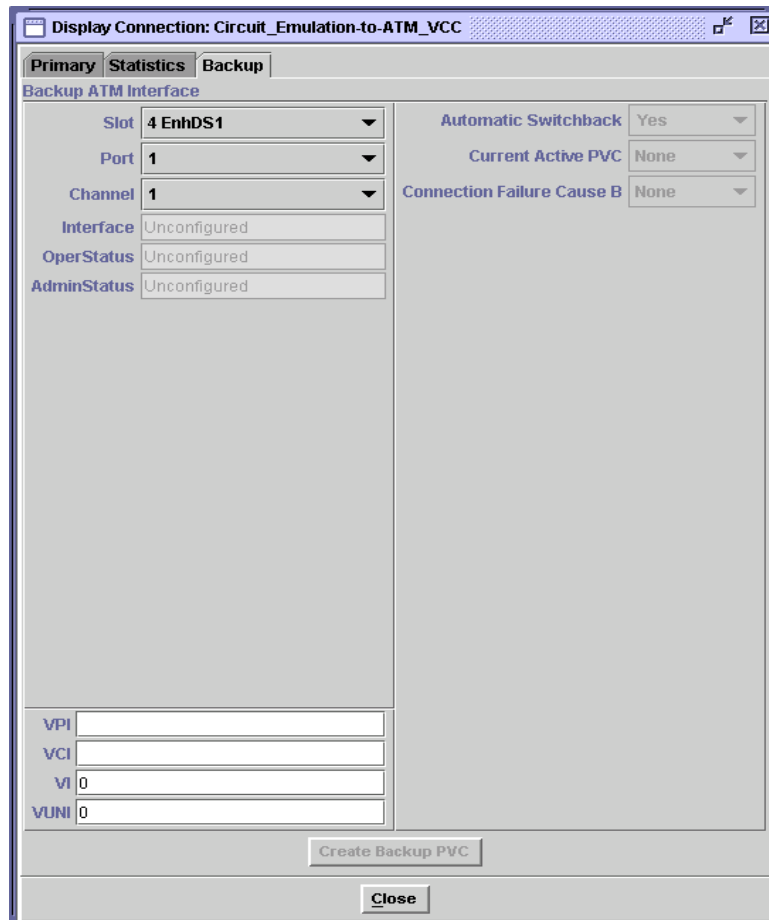 Display Connection: Circuit_Emulation-to-ATM_VCC
Primary Statistics Backup
Backup ATM Interface
Slot 4 EnhDS1
Port 1
Channel 1
Interface Unconfigured
OperStatus Unconfigured
AdminStatus Unconfigured
Automatic Switchback Yes
Current Active PVC None
Connection Failure Cause B None
VPI
VCI
VI 0
VUNI 0
Create Backup PVC
Close